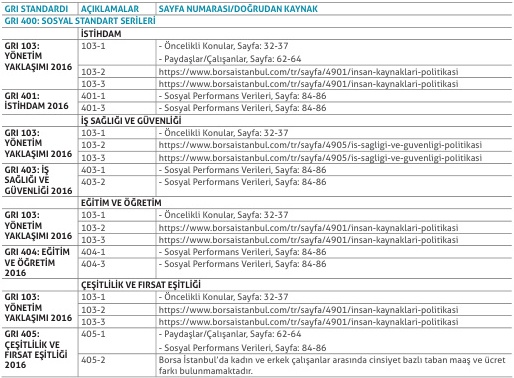 GRI STANDARDI AÇIKLAMALAR SAYFA NUMARASI/DOĞRUDAN KAYNAK
GRI 400: SOSYAL STANDART SERİLERİ
İSTİHDAM
GRI 103: YÖNETİM YAKLAŞIMI 2016
103-1 - Öncelikli Konular, Sayfa: 32-37
- Paydaşlar/Çalışanlar, Sayfa: 62-64
103-2 https://www.borsaistanbul.com/tr/sayfa/4901/insan-kaynaklari-politikasi
103-3 https://www.borsaistanbul.com/tr/sayfa/4901/insan-kaynaklari-politikasi
GRI 401: İSTİHDAM 2016
401-1 - Sosyal Performans Verileri, Sayfa: 84-86
401-3 - Sosyal Performans Verileri, Sayfa: 84-86
İŞ SAĞLIĞI VE GÜVENLİĞİ
GRI 103: YÖNETİM YAKLAŞIMI 2016
103-1 - Öncelikli Konular, Sayfa: 32-37
103-2 https://www.borsaistanbul.com/tr/sayfa/4905/is-sagligi-ve-guvenligi-politikasi
103-3 https://www.borsaistanbul.com/tr/sayfa/4905/is-sagligi-ve-guvenligi-politikasi
GRI 403: İŞ SAĞLIĞI VE GÜVENLİĞİ 2016
403-1 - Sosyal Performans Verileri, Sayfa: 84-86
403-2 - Sosyal Performans Verileri, Sayfa: 84-86
EĞİTİM VE ÖĞRETİM
GRI 103: YÖNETİM YAKLAŞIMI 2016
103-1 - Öncelikli Konular, Sayfa: 32-37
103-2 https://www.borsaistanbul.com/tr/sayfa/4901/insan-kaynaklari-politikasi
103-3 https://www.borsaistanbul.com/tr/sayfa/4901/insan-kaynaklari-politikasi
GRI 404: EĞİTİM VE ÖĞRETİM 2016
404-1 - Sosyal Performans Verileri, Sayfa: 84-86
404-3 - Sosyal Performans Verileri, Sayfa: 84-86
ÇEŞİTLİLİK VE FIRSAT EŞİTLİĞİ
GRI 103: YÖNETİM YAKLAŞIMI 2016
103-1 - Öncelikli Konular, Sayfa: 32-37
103-2 https://www.borsaistanbul.com/tr/sayfa/4901/insan-kaynaklari-politikasi
103-3 https://www.borsaistanbul.com/tr/sayfa/4901/insan-kaynaklari-politikasi
GRI 405: ÇEŞİTLİLİK VE FIRSAT EŞİTLİĞİ 2016
405-1 - Paydaşlar/Çalışanlar, Sayfa: 62-64
- Sosyal Performans Verileri, Sayfa: 84-86
405-2 Borsa İstanbul'da kadın ve erkek çalışanlar arasında cinsiyet bazlı taban maaş ve ücret
farkı bulunmamaktadır.